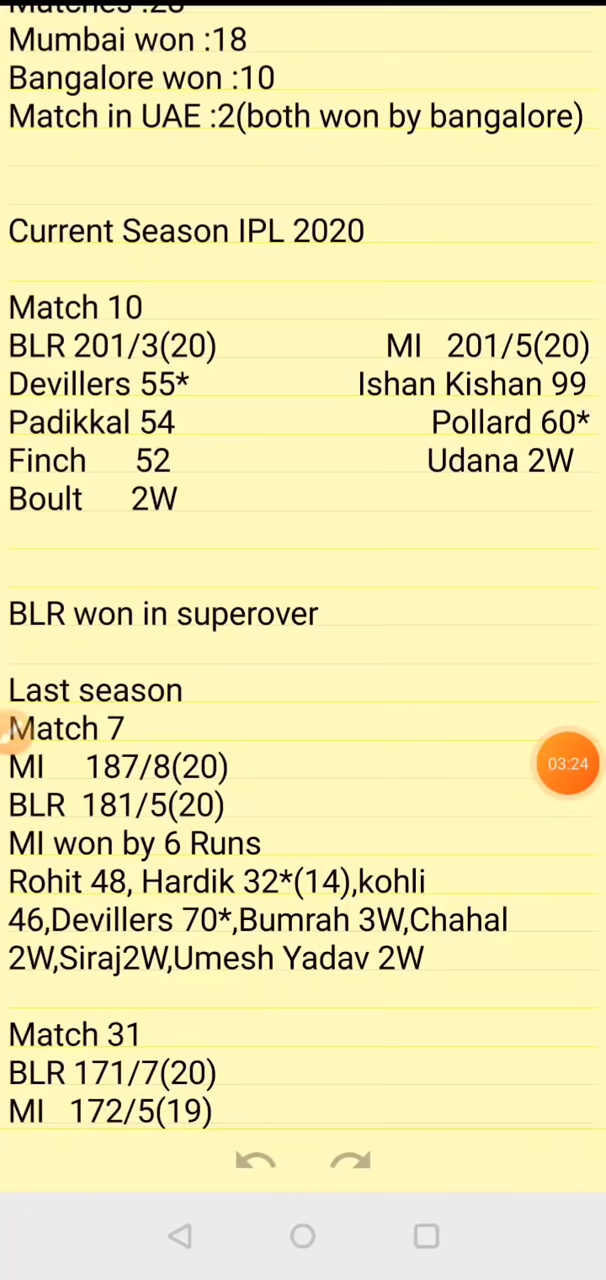 Matches :28
Mumbai won :18
Bangalore won :10
Match in UAE :2(both won by bangalore)
Current Season IPL 2020
Match 10
BLR 201/3(20) MI 201/5(20)
Devillers 55* Ishan Kishan 99
Padikkal 54 Pollard 60*
Finch 52 Udana 2W
Boult 2W
BLR won in superover
Last season
Match 7
MI 187/8(20)
BLR 181/5(20)
MI won by 6 Runs
Rohit 48, Hardik 32*(14),kohli
46,Devillers 70*,Bumrah 3W,Chahal
2W,Siraj2W,Umesh Yadav 2W
Match 31
BLR 171/7(20)
MI 172/5(19)
03:24